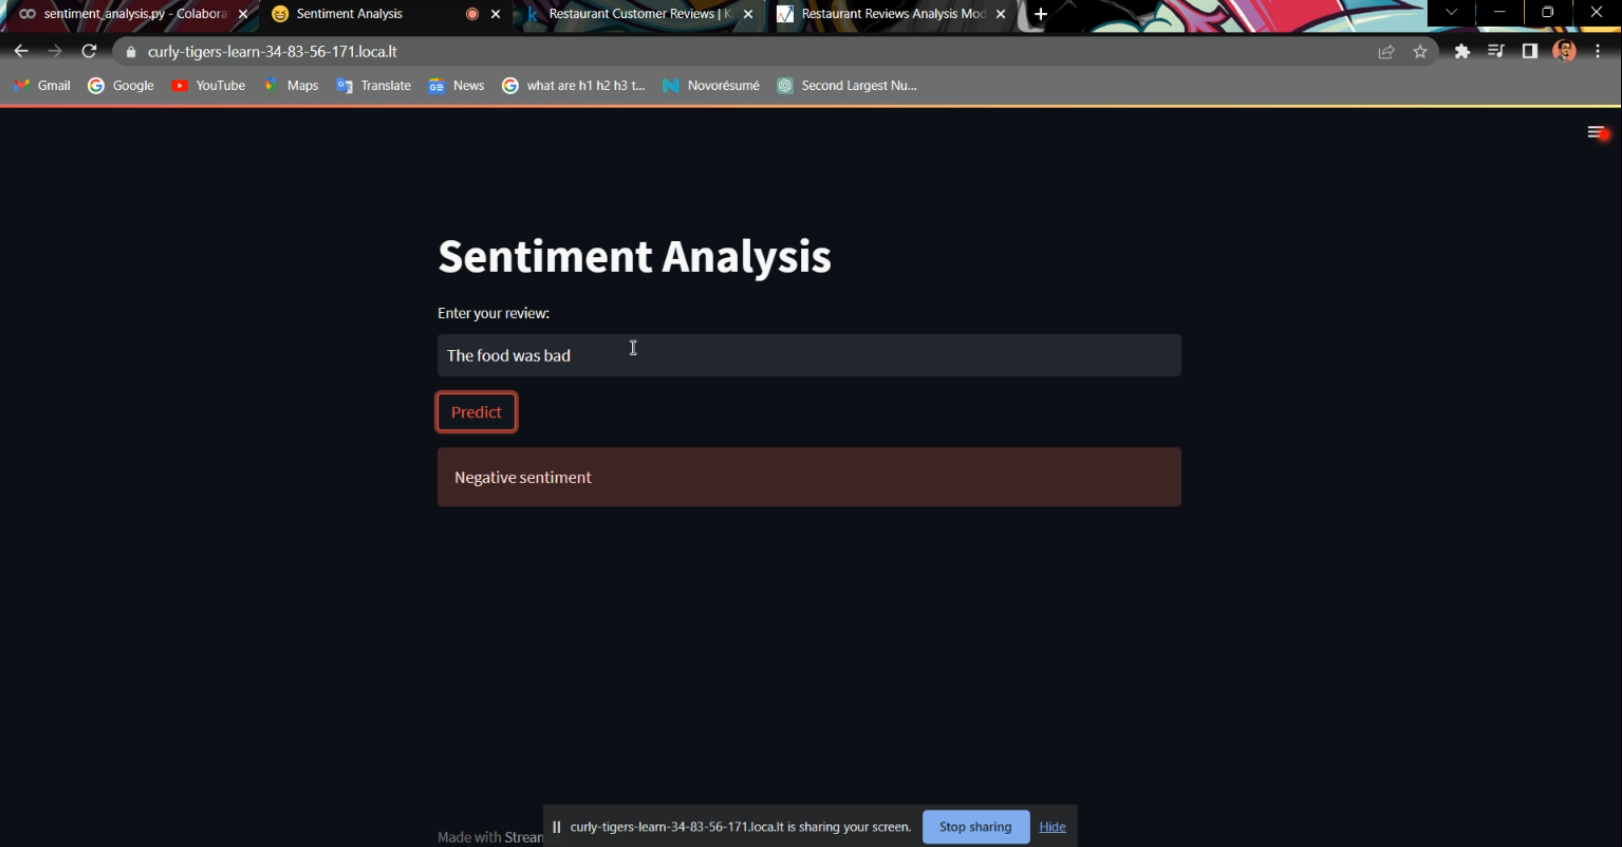 sentiment_analysis.py - Colabora
Sentiment Analysis
Restaurant Customer Reviews | K
Restaurant Reviews Analysis Mod
curly-tigers-learn-34-83-56-171.loca.lt
Gmail
Google
YouTube
Maps
Translate
News
what are h1 h2 h3 t...
Novorésumé
Second Largest Nu...
Sentiment Analysis
Enter your review:
The food was bad
Predict
Negative sentiment
Made with Stream
curly-tigers-learn-34-83-56-171.loca.lt is sharing your screen.
Stop sharing
Hide